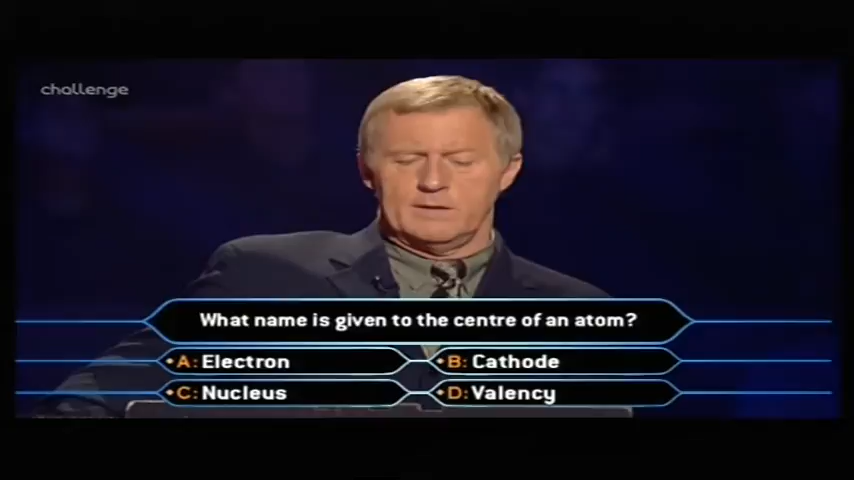 challenge
What name is given to the centre of an atom?
A: Electron
B: Cathode
C: Nucleus
D: Valency